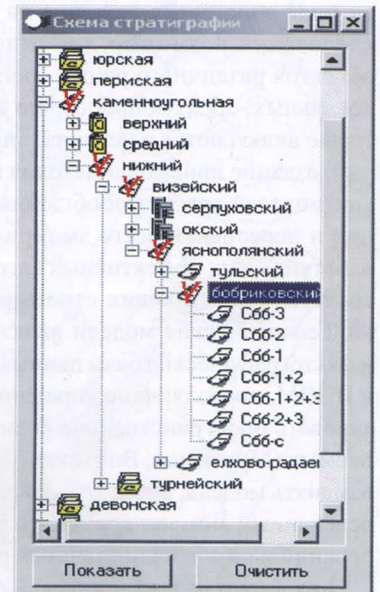 Схема стратиграфии
юрская
пермская
каменноугольная
верхний
средний
нижний
визейский
серпуховский
окский
яснополянский
тульский
бобриковский
Сбб-3
Сбб-2
Сбб-1
Сбб-1+2
Сбб-1+2+3
Сбб-2+3
Сбб-с
елхово-радаев
турнейский
девонская
Показать
Очистить